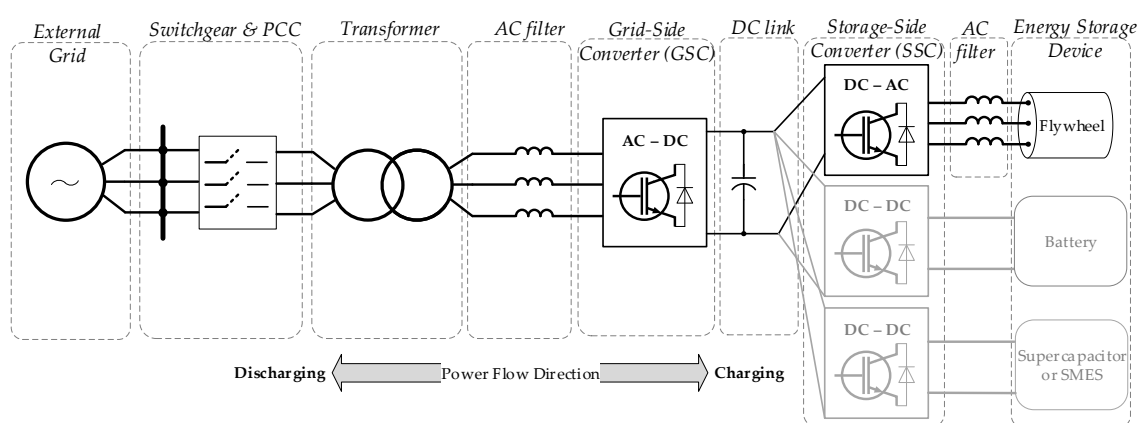 External
Grid
Switchgear & PCC
Transformer
AC filter
Grid-Side
Converter (GSC)
DC link
Storage-Side
Converter (SSC)
AC
filter
Energy Storage
Device
AC – DC
DC – AC
Flywheel
DC – DC
Battery
DC – DC
Supercapacitor
or SMES
Discharging
Power Flow Direction
Charging